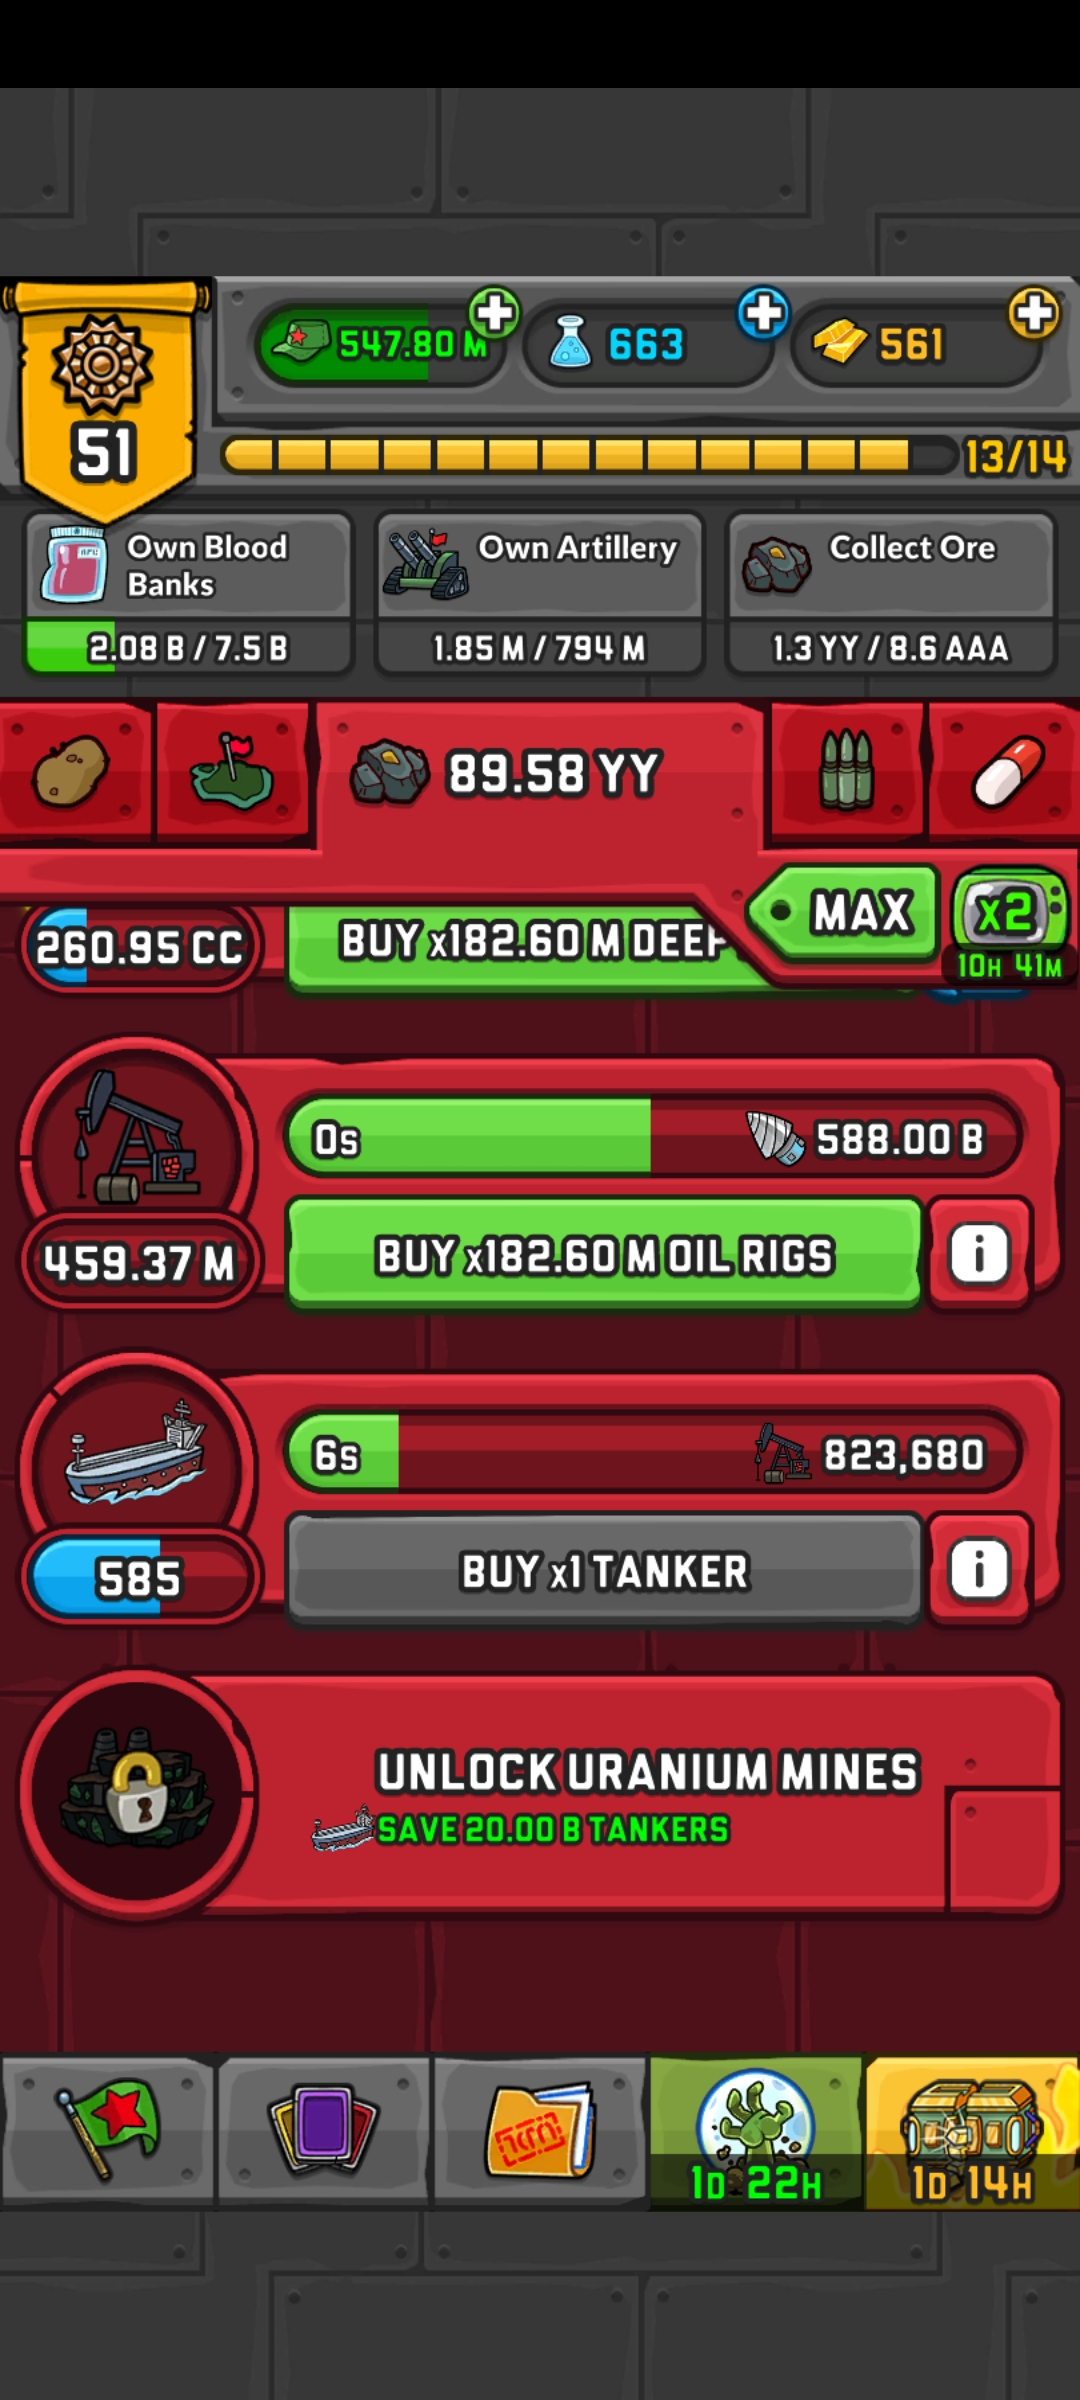 547.80 M
663
561
51
13/14
Own Blood
Banks
Own Artillery
Collect Ore
2.08 B / 7.5 B
1.85 M / 794 M
1.3 YY / 8.6 AAA
89.58 YY
MAX
x2
10H 41M
260.95 CC
BUY x182.60 M DEEP
0s
588.00 B
459.37 M
BUY x182.60 M OIL RIGS
i
6s
823,680
585
BUY x1 TANKER
i
UNLOCK URANIUM MINES
SAVE 20.00 B TANKERS
1D 22H
1D 14H